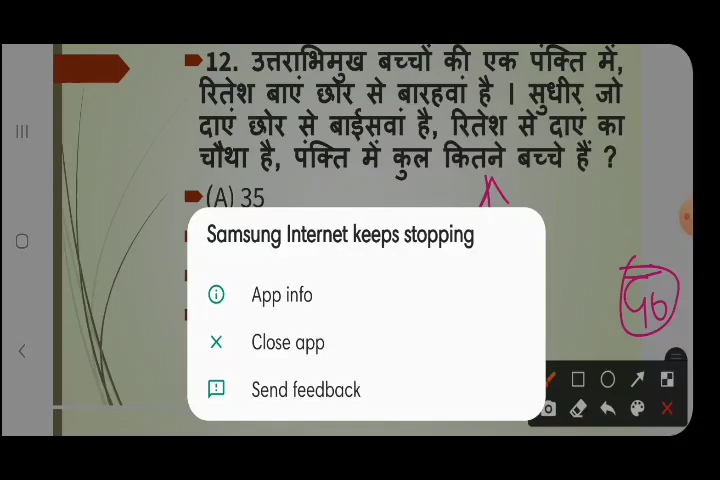 12. उत्तराभिमुख बच्चों की एक पंक्ति में,
रितेश बाएं छोर से बारहवां है | सुधीर जो
दाएं छोर से बाईसवां है, रितेश से दाएं का
चौथा है, पंक्ति में कुल कितने बच्चे हैं ?
(A) 35
Samsung Internet keeps stopping
App info
Close app
Send feedback